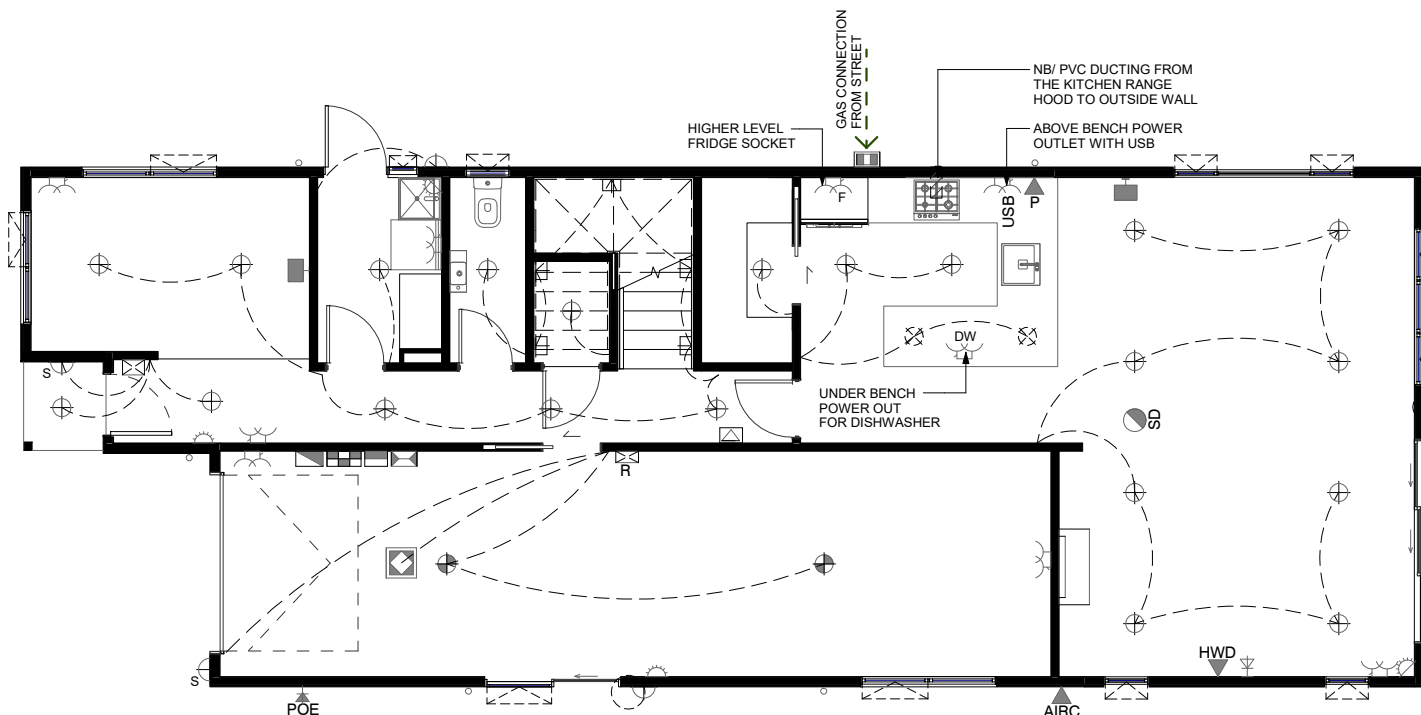 GAS CONNECTION
FROM STREET
NB/ PVC DUCTING FROM
THE KITCHEN RANGE
HOOD TO OUTSIDE WALL
HIGHER LEVEL
FRIDGE SOCKET
ABOVE BENCH POWER
OUTLET WITH USB
F
USB
P
DW
S
UNDER BENCH
POWER OUT
FOR DISHWASHER
SD
R
HWD
S
POE
AIRC